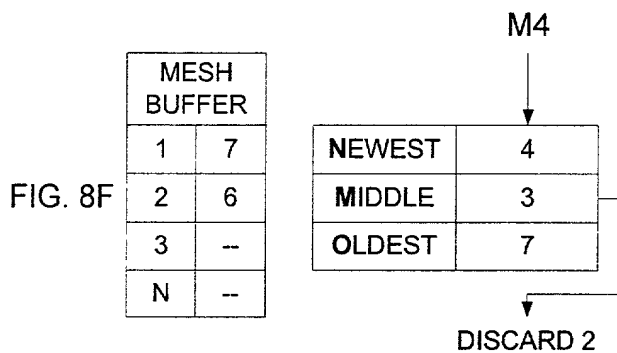 M4
MESH
BUFFER
1 7
2 6
3 --
N --
FIG. 8F
NEWEST 4
MIDDLE 3
OLDEST 7
DISCARD 2